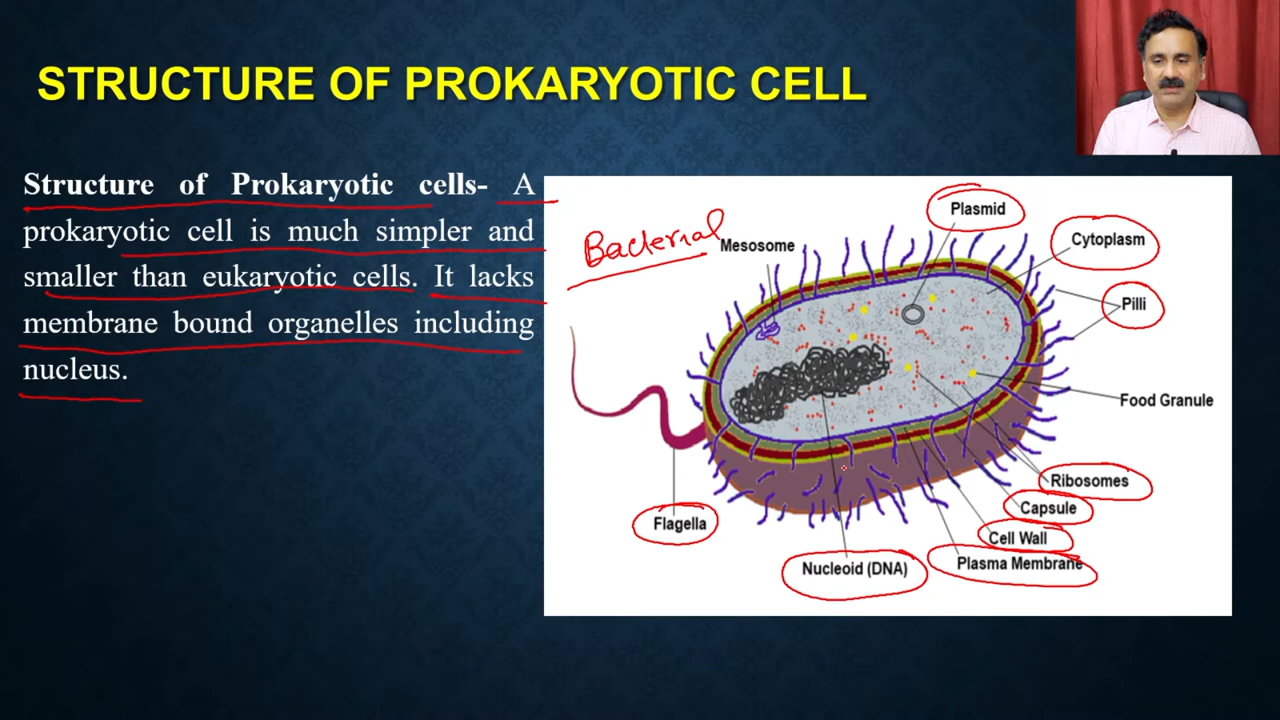 STRUCTURE OF PROKARYOTIC CELL
Structure of Prokaryotic cells- A
prokaryotic cell is much simpler and
smaller than eukaryotic cells. It lacks
membrane bound organelles including
nucleus.
Bacterial
Plasmid
Mesosome
Cytoplasm
Pilli
Food Granule
Ribosomes
Capsule
Flagella
Cell Wall
Plasma Membrane
Nucleoid (DNA)